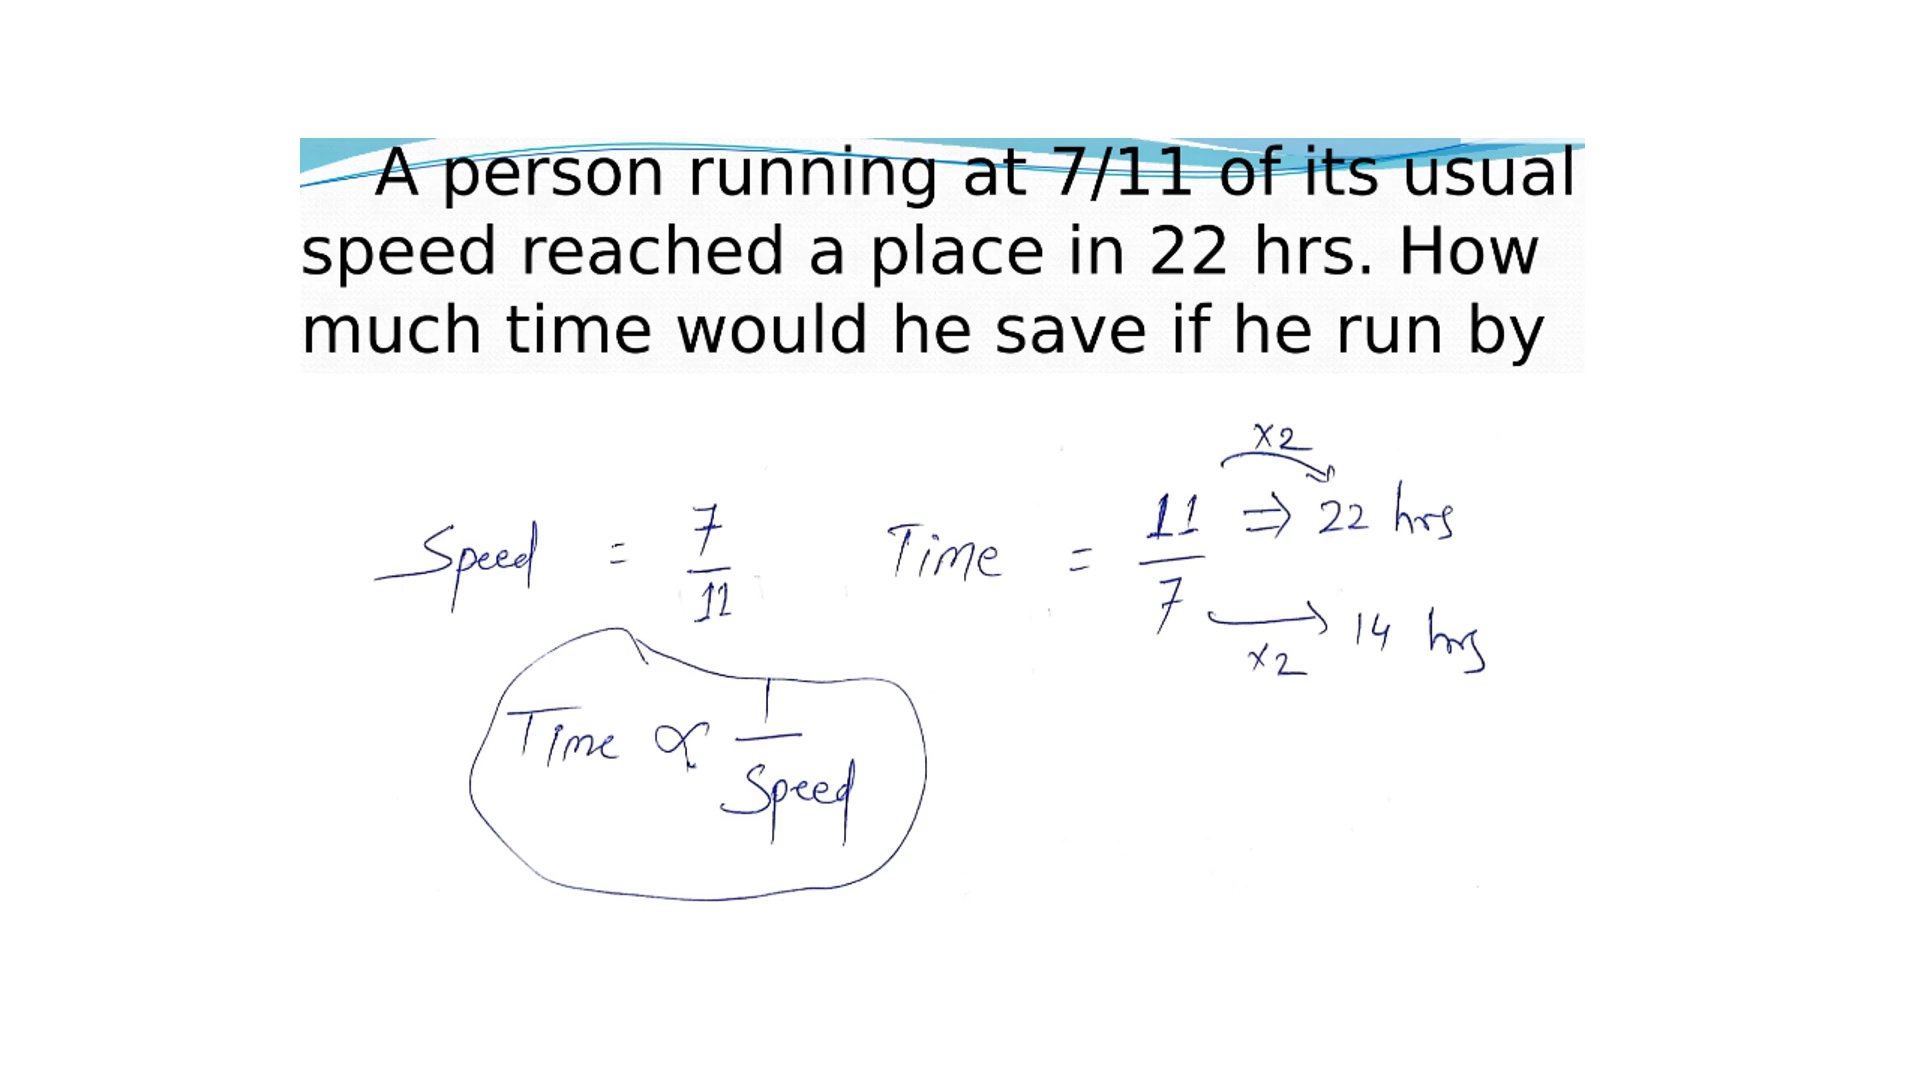 A person running at 7/11 of its usual
speed reached a place in 22 hrs. How
much time would he save if he run by
Speed = 7/11 Time = 11/7
x2
11 ⇒ 22 hrs
7 → 14 hrs
x2
Time ∝ 1/Speed